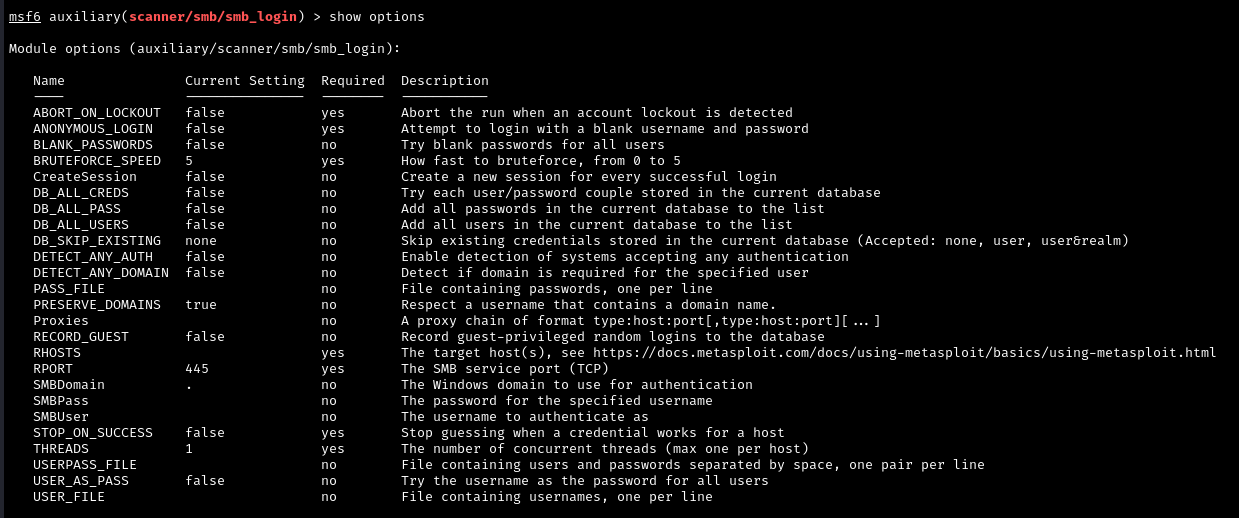 msf6 auxiliary(scanner/smb/smb_login) > show options
Module options (auxiliary/scanner/smb/smb_login):
Name Current Setting Required Description
---- --------------- -------- -----------
ABORT_ON_LOCKOUT false yes Abort the run when an account lockout is detected
ANONYMOUS_LOGIN false yes Attempt to login with a blank username and password
BLANK_PASSWORDS false no Try blank passwords for all users
BRUTEFORCE_SPEED 5 yes How fast to bruteforce, from 0 to 5
CreateSession false no Create a new session for every successful login
DB_ALL_CREDS false no Try each user/password couple stored in the current database
DB_ALL_PASS false no Add all passwords in the current database to the list
DB_ALL_USERS false no Add all users in the current database to the list
DB_SKIP_EXISTING none no Skip existing credentials stored in the current database (Accepted: none, user, user&realm)
DETECT_ANY_AUTH false no Enable detection of systems accepting any authentication
DETECT_ANY_DOMAIN false no Detect if domain is required for the specified user
PASS_FILE no File containing passwords, one per line
PRESERVE_DOMAINS true no Respect a username that contains a domain name.
Proxies no A proxy chain of format type:host:port[,type:host:port][...]
RECORD_GUEST false no Record guest-privileged random logins to the database
RHOSTS yes The target host(s), see https://docs.metasploit.com/docs/using-metasploit/basics/using-metasploit.html
RPORT 445 yes The SMB service port (TCP)
SMBDomain . no The Windows domain to use for authentication
SMBPass no The password for the specified username
SMBUser no The username to authenticate as
STOP_ON_SUCCESS false yes Stop guessing when a credential works for a host
THREADS 1 yes The number of concurrent threads (max one per host)
USERPASS_FILE no File containing users and passwords separated by space, one pair per line
USER_AS_PASS false no Try the username as the password for all users
USER_FILE no File containing usernames, one per line